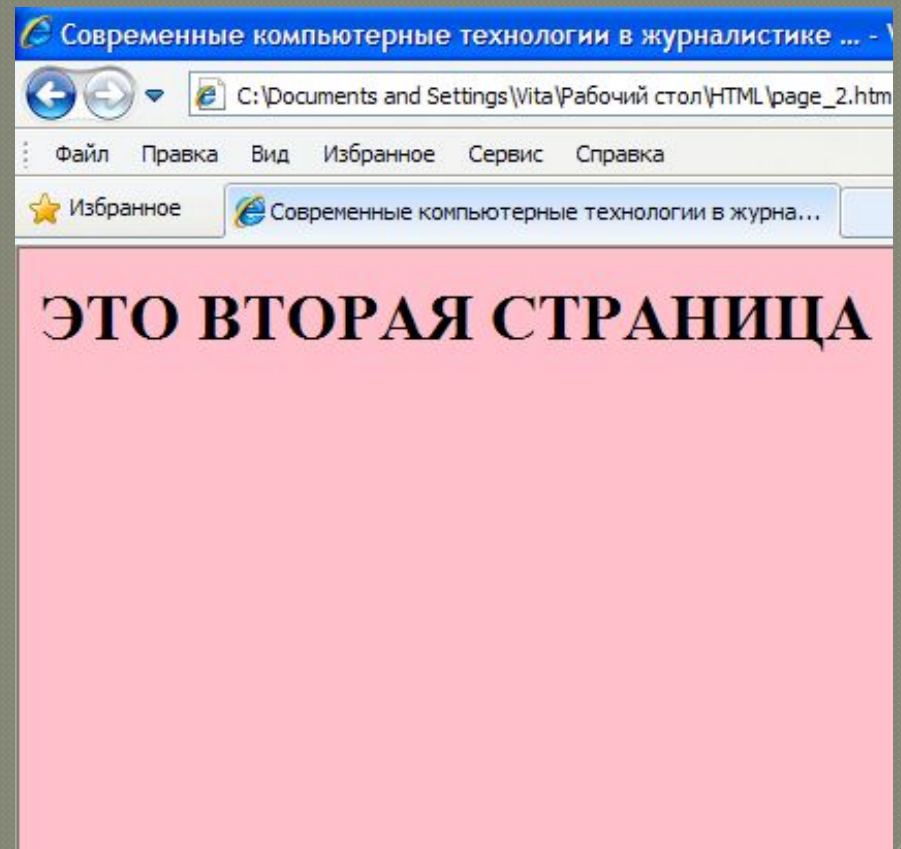 Современные компьютерные технологии в журналистике ... -
C:\Documents and Settings\Vita\Рабочий стол\HTML\page_2.htm
Файл Правка Вид Избранное Сервис Справка
Избранное Современные компьютерные технологии в журна...
ЭТО ВТОРАЯ СТРАНИЦА